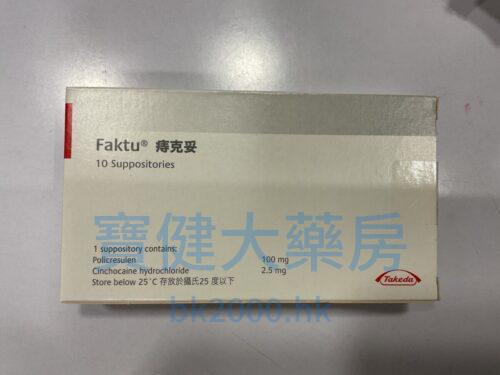 Faktu® 痔克妥
10 Suppositories
寶健大藥房
1 suppository contains:
Policresulen 100 mg
Cinchocaine hydrochloride 2.5 mg
Store below 25°C 存放於攝氏25度以下
Takeda
bk2000.hk